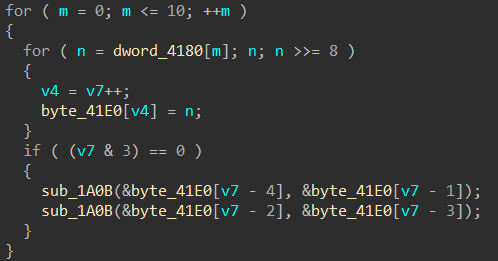 for ( m = 0; m <= 10; ++m )
{
  for ( n = dword_4180[m]; n; n >>= 8 )
  {
    v4 = v7++;
    byte_41E0[v4] = n;
  }
  if ( (v7 & 3) == 0 )
  {
    sub_1A0B(&byte_41E0[v7 - 4], &byte_41E0[v7 - 1]);
    sub_1A0B(&byte_41E0[v7 - 2], &byte_41E0[v7 - 3]);
  }
}